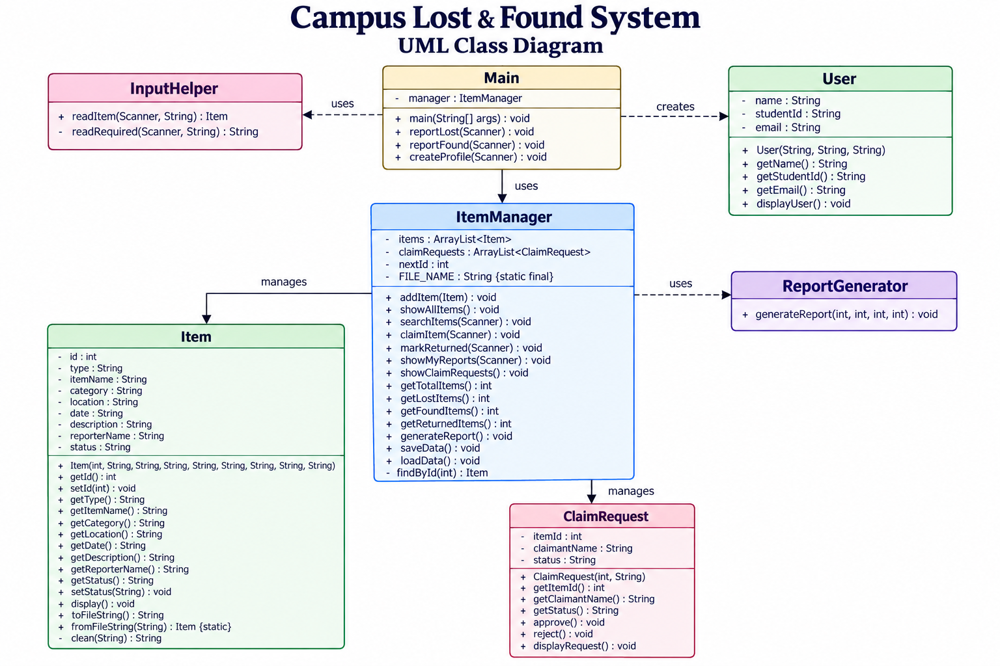 Campus Lost & Found System
UML Class Diagram
InputHelper
+ readItem(Scanner, String) : Item
- readRequired(Scanner, String) : String
uses
Main
- manager : ItemManager
+ main(String[] args) : void
+ reportLost(Scanner) : void
+ reportFound(Scanner) : void
+ createProfile(Scanner) : void
creates
User
- name : String
- studentId : String
- email : String
+ User(String, String, String)
+ getName() : String
+ getStudentId() : String
+ getEmail() : String
+ displayUser() : void
uses
ItemManager
- items : ArrayList<Item>
- claimRequests : ArrayList<ClaimRequest>
- nextId : int
- FILE_NAME : String {static final}
+ addItem(Item) : void
+ showAllItems() : void
+ searchItems(Scanner) : void
+ claimItem(Scanner) : void
+ markReturned(Scanner) : void
+ showMyReports(Scanner) : void
+ showClaimRequests() : void
+ getTotalItems() : int
+ getLostItems() : int
+ getFoundItems() : int
+ getReturnedItems() : int
+ generateReport() : void
+ saveData() : void
+ loadData() : void
- findById(int) : Item
manages
uses
ReportGenerator
+ generateReport(int, int, int, int) : void
Item
- id : int
- type : String
- itemName : String
- category : String
- location : String
- date : String
- description : String
- reporterName : String
- status : String
+ Item(int, String, String, String, String, String, String, String, String)
+ getId() : int
+ setId(int) : void
+ getType() : String
+ getItemName() : String
+ getCategory() : String
+ getLocation() : String
+ getDate() : String
+ getDescription() : String
+ getReporterName() : String
+ getStatus() : String
+ setStatus(String) : void
+ display() : void
+ toFileString() : String
+ fromFileString(String) : Item {static}
- clean(String) : String
manages
ClaimRequest
- itemId : int
- claimantName : String
- status : String
+ ClaimRequest(int, String)
+ getItemId() : int
+ getClaimantName() : String
+ getStatus() : String
+ approve() : void
+ reject() : void
+ displayRequest() : void